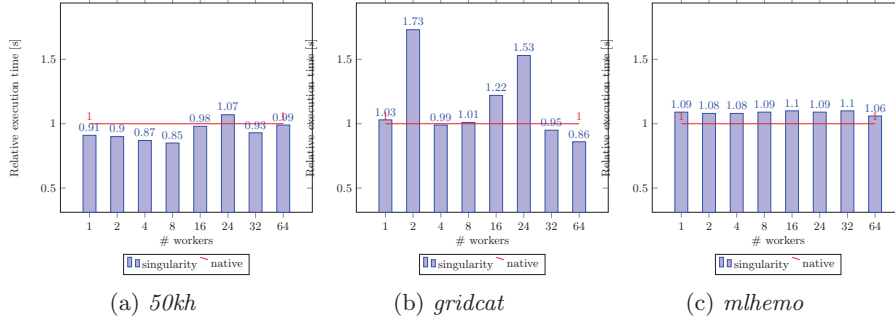 Relative execution time [s]
1.5
1
0.5
1
1
0.91
0.9
0.87
0.85
0.98
1.07
0.93
0.99
1 2 4 8 16 24 32 64
# workers
singularity native
(a) 50kh
Relative execution time [s]
1.5
1
0.5
1
1.03
1.73
0.99
1.01
1.22
1.53
0.95
0.86
1 2 4 8 16 24 32 64
# workers
singularity native
(b) gridcat
Relative execution time [s]
1.5
1
0.5
1
1
1.09
1.08
1.08
1.09
1.1
1.09
1.1
1.06
1 2 4 8 16 24 32 64
# workers
singularity native
(c) mlhemo